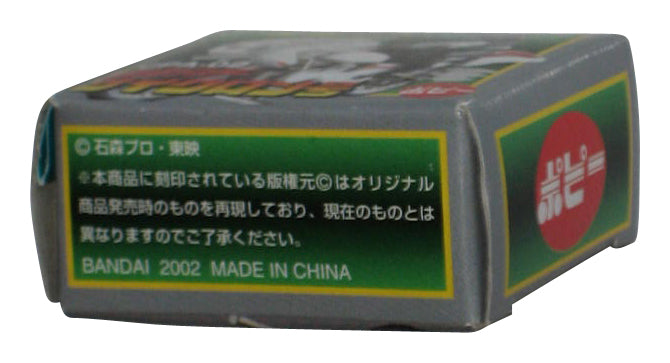 ©石森プロ・東映
※本商品に刻印されている版権元©はオリジナル
商品発売時のものを再現しており、現在のものとは
異なりますのでご了承ください。
BANDAI 2002 MADE IN CHINA
ポピー